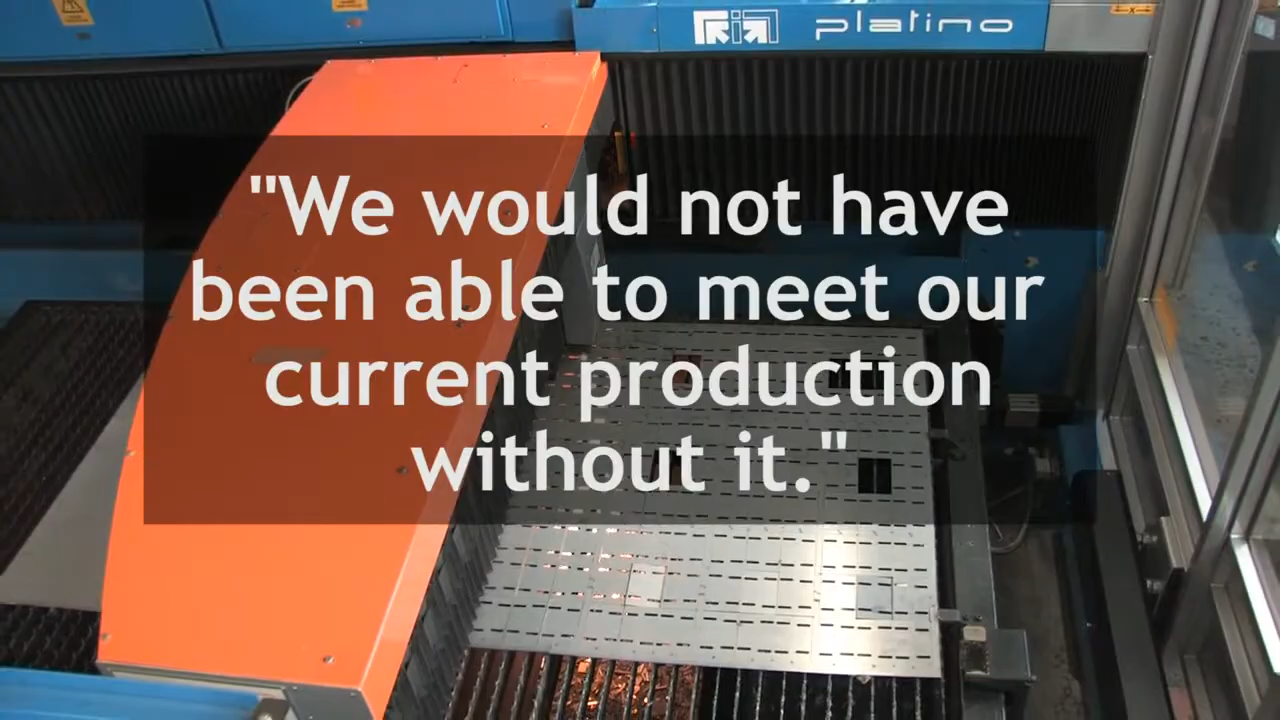 platino
"We would not have
been able to meet our
current production
without it."